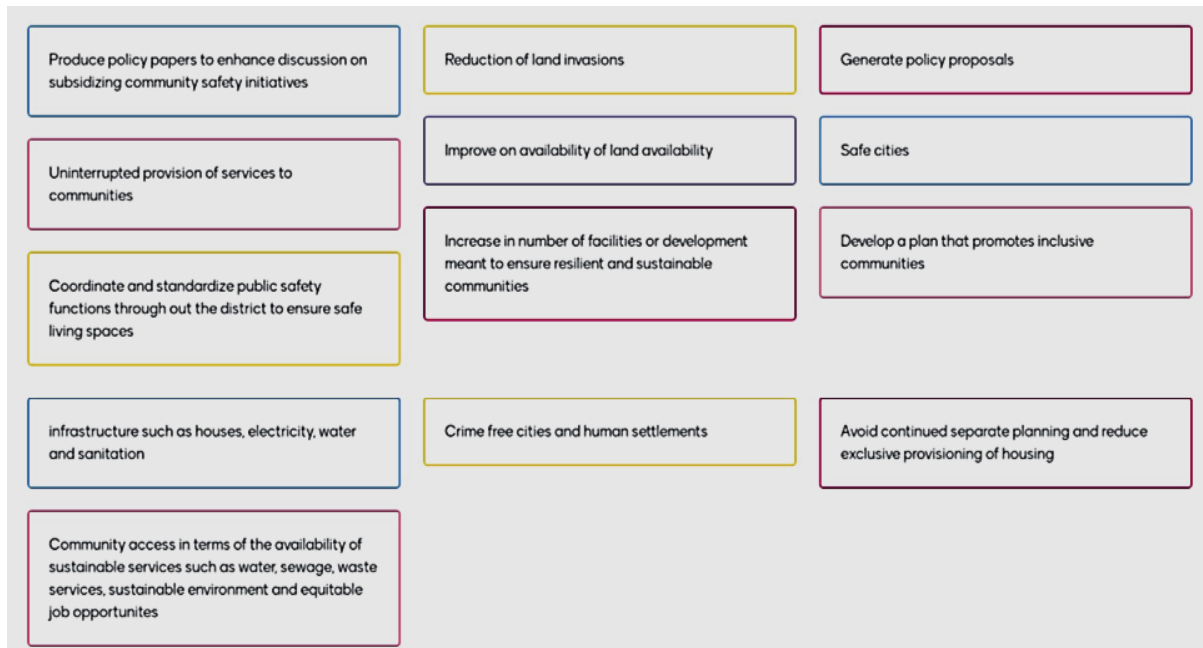 Produce policy papers to enhance discussion on
subsidizing community safety initiatives
Uninterrupted provision of services to
communities
Coordinate and standardize public safety
functions through out the district to ensure safe
living spaces
Reduction of land invasions
Improve on availability of land availability
Increase in number of facilities or development
meant to ensure resilient and sustainable
communities
Generate policy proposals
Safe cities
Develop a plan that promotes inclusive
communities
infrastructure such as houses, electricity, water
and sanitation
Community access in terms of the availability of
sustainable services such as water, sewage, waste
services, sustainable environment and equitable
job opportunites
Crime free cities and human settlements
Avoid continued separate planning and reduce
exclusive provisioning of housing